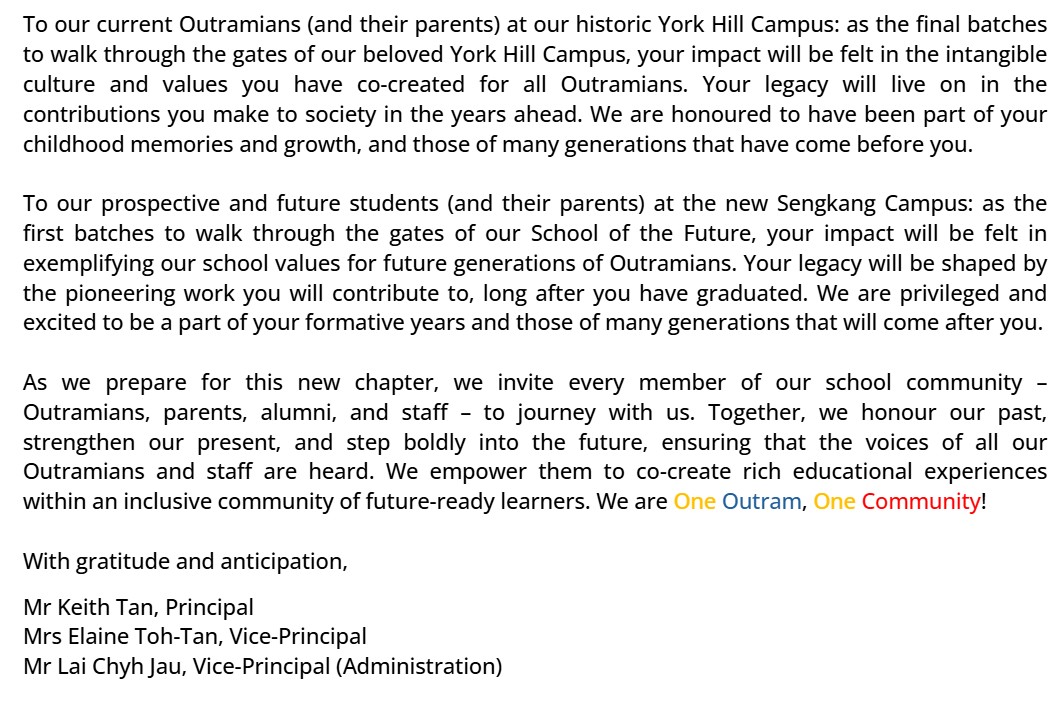 To our current Outramians (and their parents) at our historic York Hill Campus: as the final batches
to walk through the gates of our beloved York Hill Campus, your impact will be felt in the intangible
culture and values you have co-created for all Outramians. Your legacy will live on in the
contributions you make to society in the years ahead. We are honoured to have been part of your
childhood memories and growth, and those of many generations that have come before you.
To our prospective and future students (and their parents) at the new Sengkang Campus: as the
first batches to walk through the gates of our School of the Future, your impact will be felt in
exemplifying our school values for future generations of Outramians. Your legacy will be shaped by
the pioneering work you will contribute to, long after you have graduated. We are privileged and
excited to be a part of your formative years and those of many generations that will come after you.
As we prepare for this new chapter, we invite every member of our school community –
Outramians, parents, alumni, and staff – to journey with us. Together, we honour our past,
strengthen our present, and step boldly into the future, ensuring that the voices of all our
Outramians and staff are heard. We empower them to co-create rich educational experiences
within an inclusive community of future-ready learners. We are One Outram, One Community!
With gratitude and anticipation,
Mr Keith Tan, Principal
Mrs Elaine Toh-Tan, Vice-Principal
Mr Lai Chyh Jau, Vice-Principal (Administration)